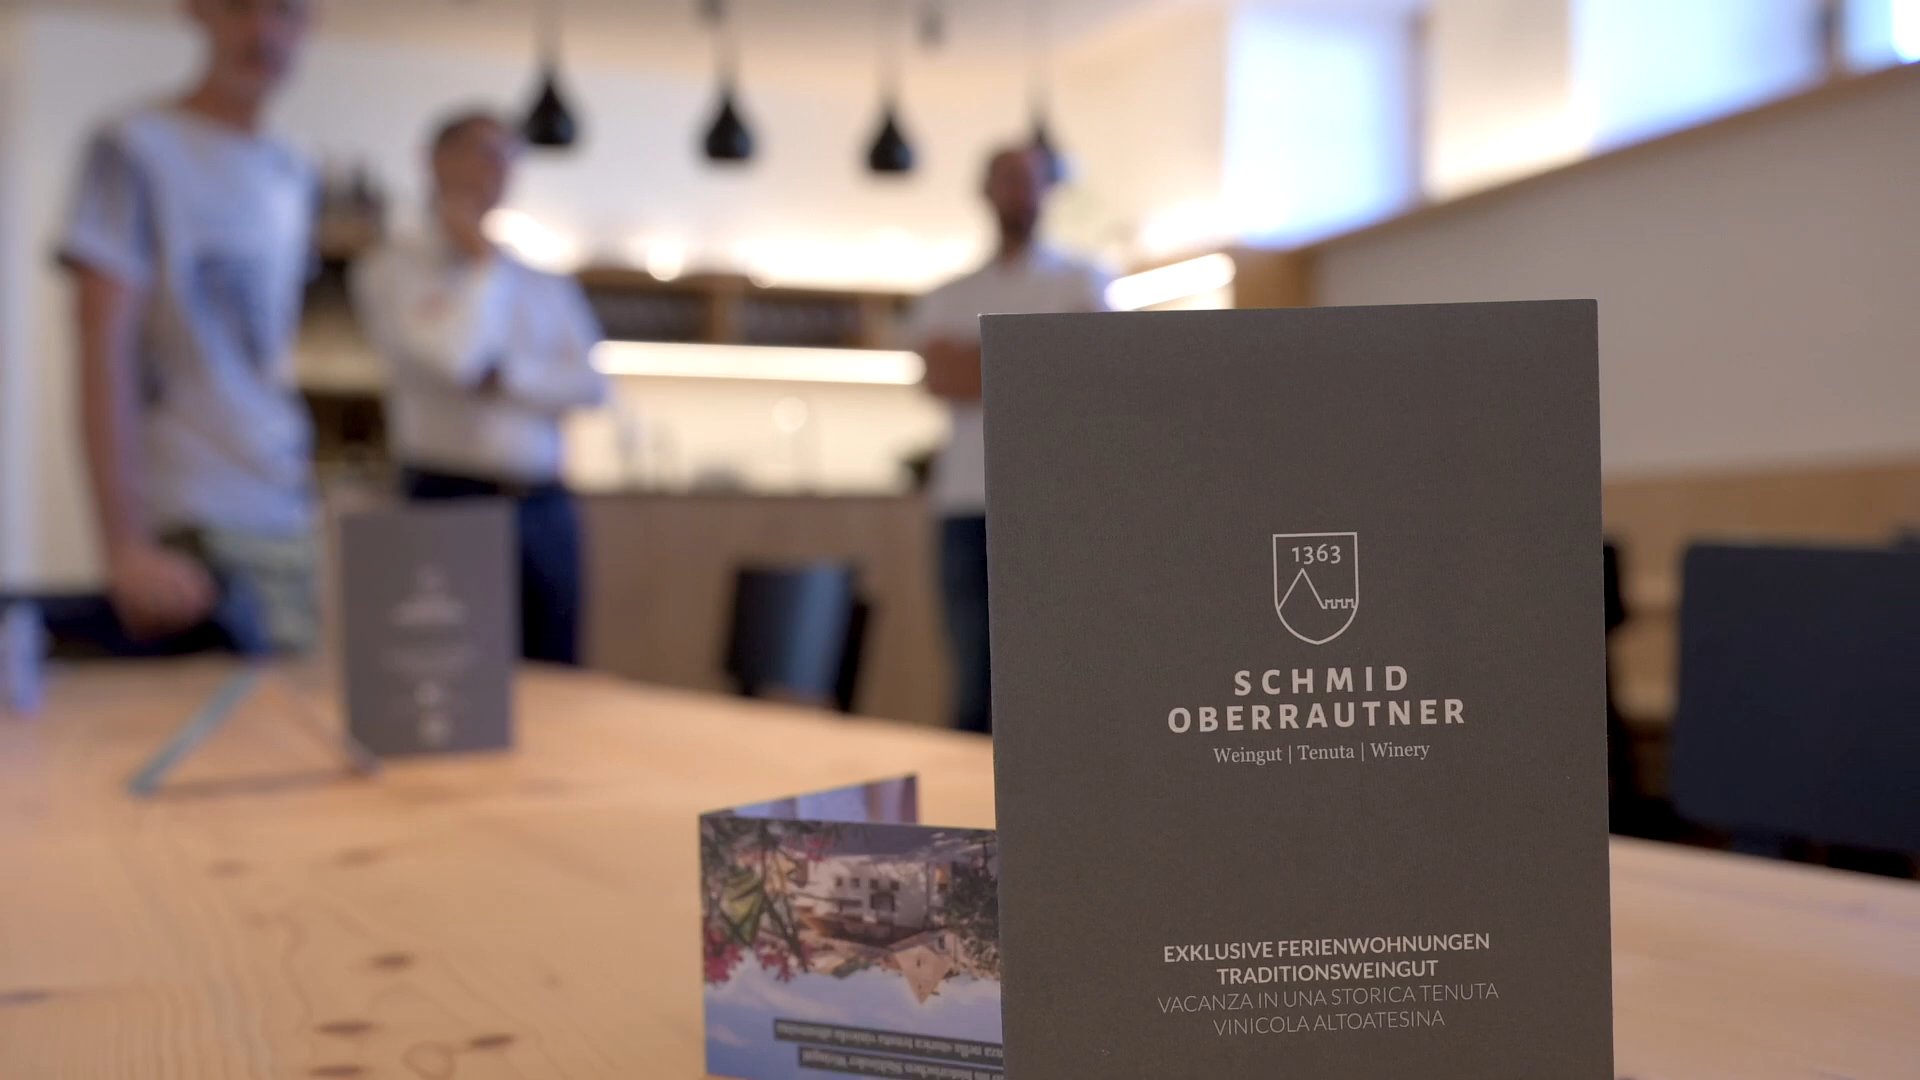 1363
SCHMID
OBERRAUTNER
Weingut | Tenuta | Winery
EXKLUSIVE FERIENWOHNUNGEN
TRADITIONSWEINGUT
VACANZA IN UNA STORICA TENUTA
VINICOLA ALTOATESINA